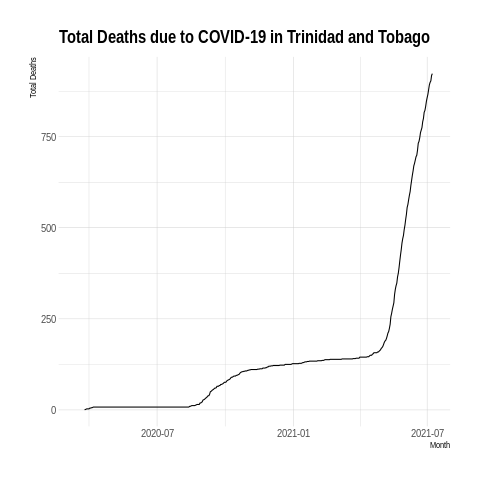 Total Deaths due to COVID-19 in Trinidad and Tobago
Total Deaths
750
500
250
0
2020-07
2021-01
2021-07
Month